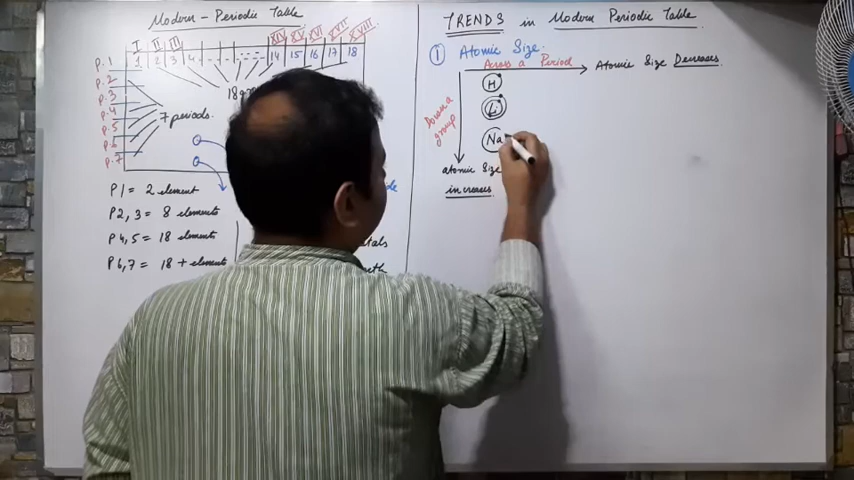 Modern - Periodic Table
I II III XIV XV XVI XVII XVIII
1 2 3 4 14 15 16 17 18
P.1
P.2
P.3
P.4
P.5
P.6
P.7
7 periods.
P1 = 2 element
P2, 3 = 8 elements
P4, 5 = 18 elements
P6, 7 = 18 + elements
TRENDS in Modern Periodic Table
1 Atomic Size.
Across a Period
Atomic Size Decreases
Down a
group
H
Li
Na
atomic Size
increases